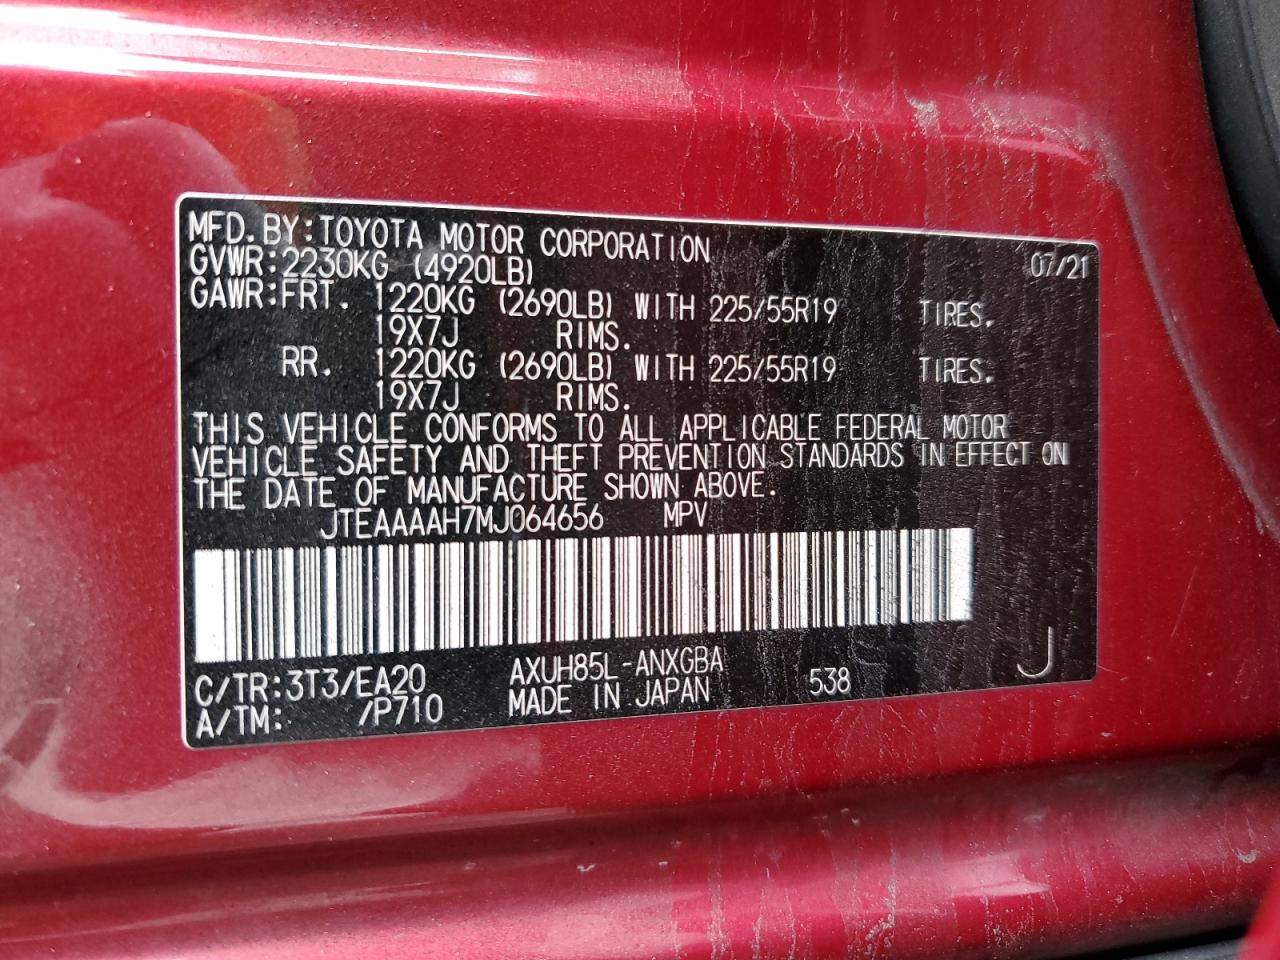 MFD. BY: TOYOTA MOTOR CORPORATION 07/21
GVWR: 2230KG (4920LB)
GAWR: FRT. 1220KG (2690LB) WITH 225/55R19 TIRES.
19X7J RIMS.
RR. 1220KG (2690LB) WITH 225/55R19 TIRES.
19X7J RIMS.
THIS VEHICLE CONFORMS TO ALL APPLICABLE FEDERAL MOTOR
VEHICLE SAFETY AND THEFT PREVENTION STANDARDS IN EFFECT ON
THE DATE OF MANUFACTURE SHOWN ABOVE.
JTEAAAAH7MJ064656 MPV
C/TR: 3T3/EA20 AXUH85L-ANXGBA 538 J
A/TM: /P710 MADE IN JAPAN